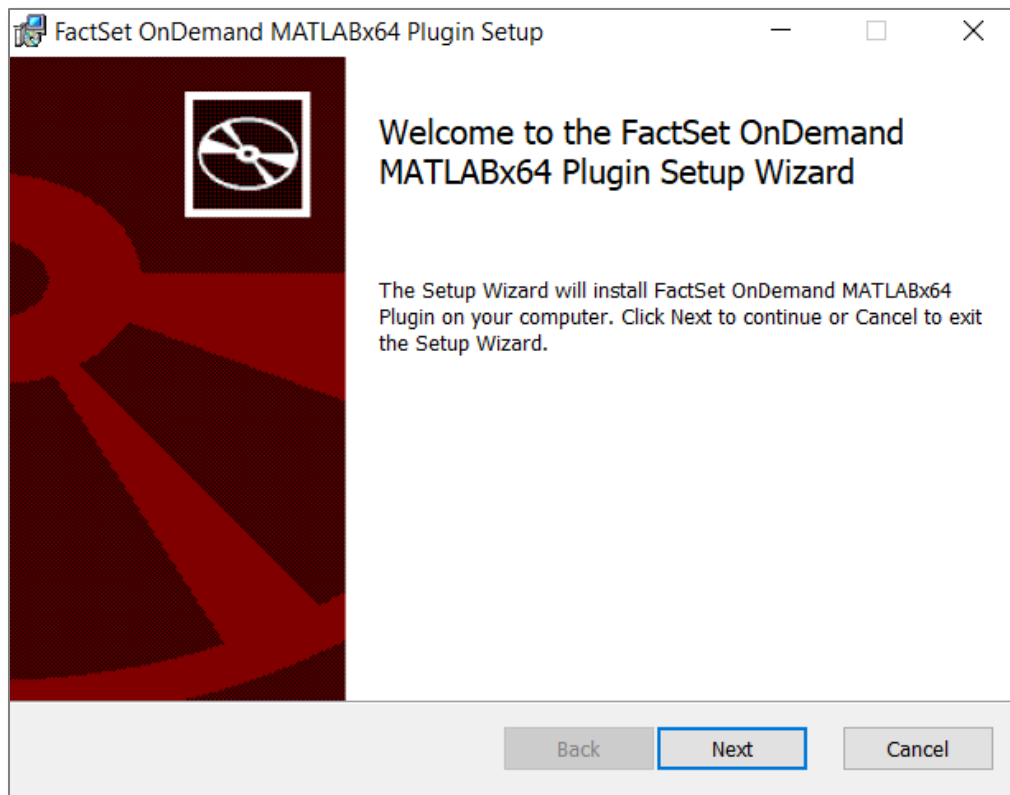 FactSet OnDemand MATLABx64 Plugin Setup
Welcome to the FactSet OnDemand
MATLABx64 Plugin Setup Wizard
The Setup Wizard will install FactSet OnDemand MATLABx64
Plugin on your computer. Click Next to continue or Cancel to exit
the Setup Wizard.
Back
Next
Cancel